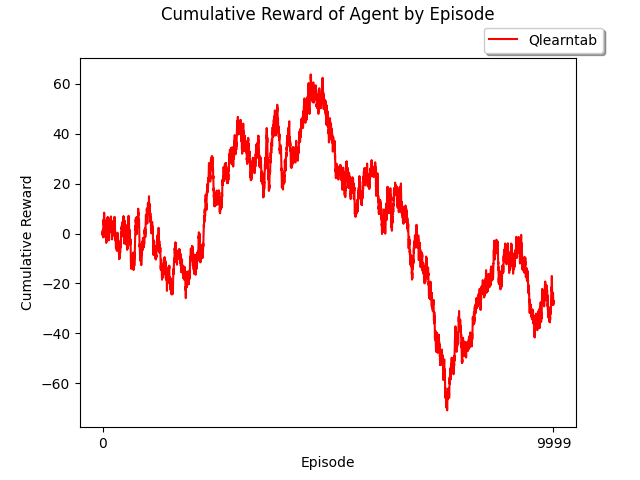 Cumulative Reward of Agent by Episode
Qlearntab
60
40
20
0
−20
−40
−60
Cumulative Reward
0
9999
Episode